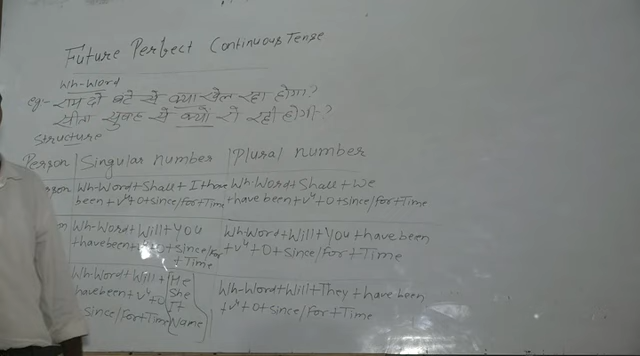 Future Perfect Continuous Tense
Wh-Word
eg:- राम दो घंटे से क्या खेल रहा होगा?
सीता सुबह से क्यों रो रही होगी?
Structure
Person Singular number Plural number
erson Wh-Word+Shall+I+have Wh-Word+Shall+We
been+v⁴+O+since/For+Time +have been+v⁴+O+since/For+Time
on Wh-Word+Will+You Wh-Word+Will+You+have been
+have been+v⁴+O+since/For +v⁴+O+since/For+Time
+Time
Wh-Word+Will+ He
She
It
Name
have been+v⁴+O Wh-Word+Will+They+have been
since/For+Time +v⁴+O+since/For+Time